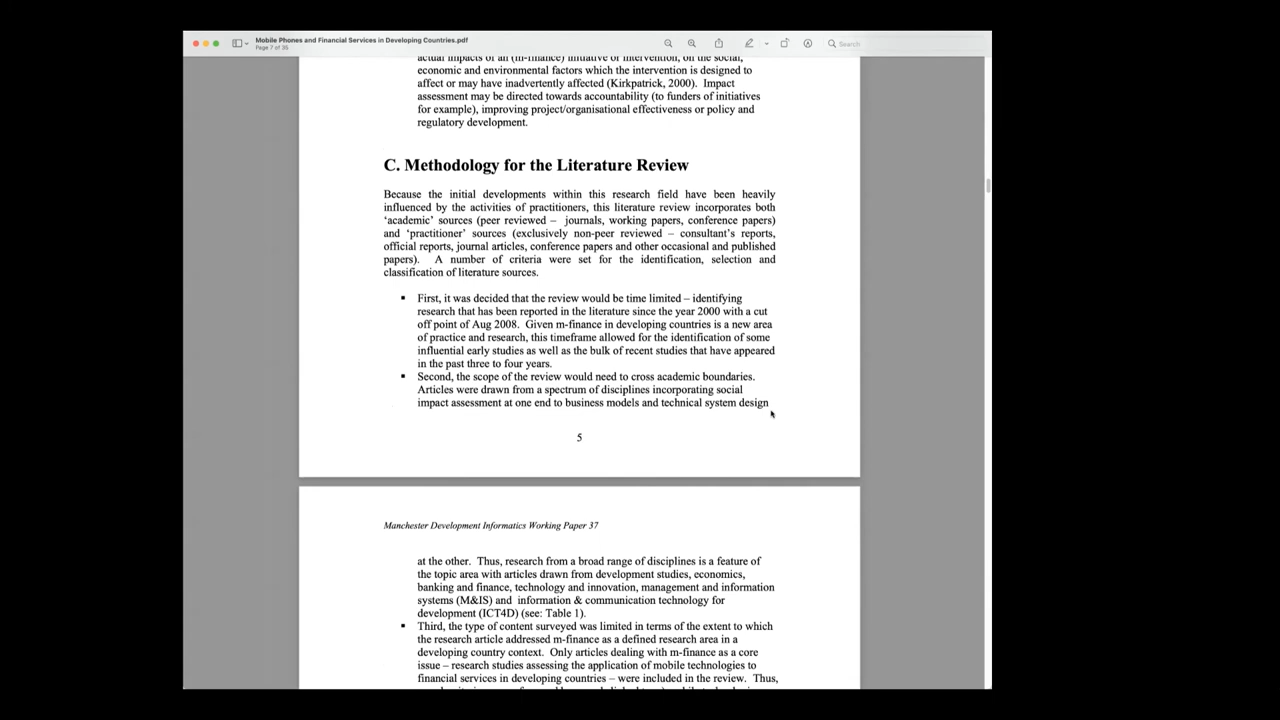 Mobile Phones and Financial Services in Developing Countries.pdf
Page 7 of 35
Search
actual impacts of an (m-finance) initiative or intervention, on the social,
economic and environmental factors which the intervention is designed to
affect or may have inadvertently affected (Kirkpatrick, 2000). Impact
assessment may be directed towards accountability (to funders of initiatives
for example), improving project/organisational effectiveness or policy and
regulatory development.
C. Methodology for the Literature Review
Because the initial developments within this research field have been heavily
influenced by the activities of practitioners, this literature review incorporates both
‘academic’ sources (peer reviewed – journals, working papers, conference papers)
and ‘practitioner’ sources (exclusively non-peer reviewed – consultant’s reports,
official reports, journal articles, conference papers and other occasional and published
papers). A number of criteria were set for the identification, selection and
classification of literature sources.
▪ First, it was decided that the review would be time limited – identifying
research that has been reported in the literature since the year 2000 with a cut
off point of Aug 2008. Given m-finance in developing countries is a new area
of practice and research, this timeframe allowed for the identification of some
influential early studies as well as the bulk of recent studies that have appeared
in the past three to four years.
▪ Second, the scope of the review would need to cross academic boundaries.
Articles were drawn from a spectrum of disciplines incorporating social
impact assessment at one end to business models and technical system design
5
Manchester Development Informatics Working Paper 37
at the other. Thus, research from a broad range of disciplines is a feature of
the topic area with articles drawn from development studies, economics,
banking and finance, technology and innovation, management and information
systems (M&IS) and information & communication technology for
development (ICT4D) (see: Table 1).
▪ Third, the type of content surveyed was limited in terms of the extent to which
the research article addressed m-finance as a defined research area in a
developing country context. Only articles dealing with m-finance as a core
issue – research studies assessing the application of mobile technologies to
financial services in developing countries – were included in the review. Thus,